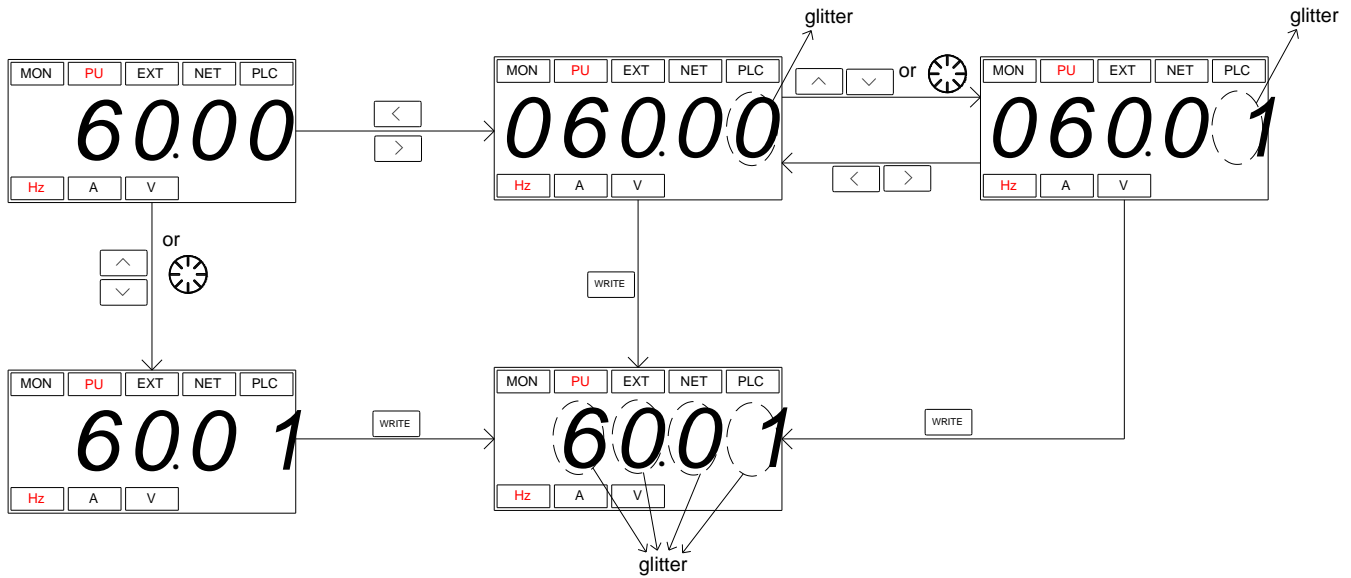 glitter
glitter
MON PU EXT NET PLC
60.00
Hz A V
<
>
MON PU EXT NET PLC
060.00
Hz A V
^ v or
< >
MON PU EXT NET PLC
060.01
Hz A V
or
^
v
WRITE
MON PU EXT NET PLC
60.01
Hz A V
WRITE
MON PU EXT NET PLC
60.01
Hz A V
WRITE
glitter